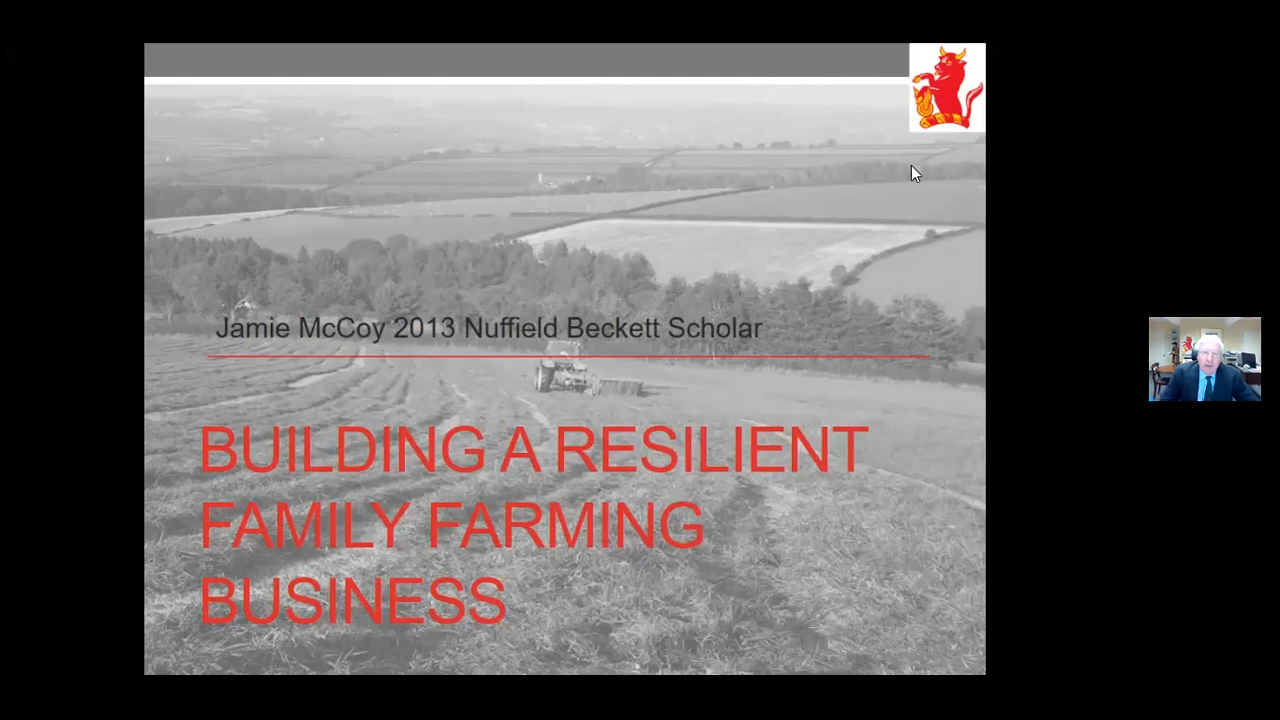 Jamie McCoy 2013 Nuffield Beckett Scholar
BUILDING A RESILIENT
FAMILY FARMING
BUSINESS